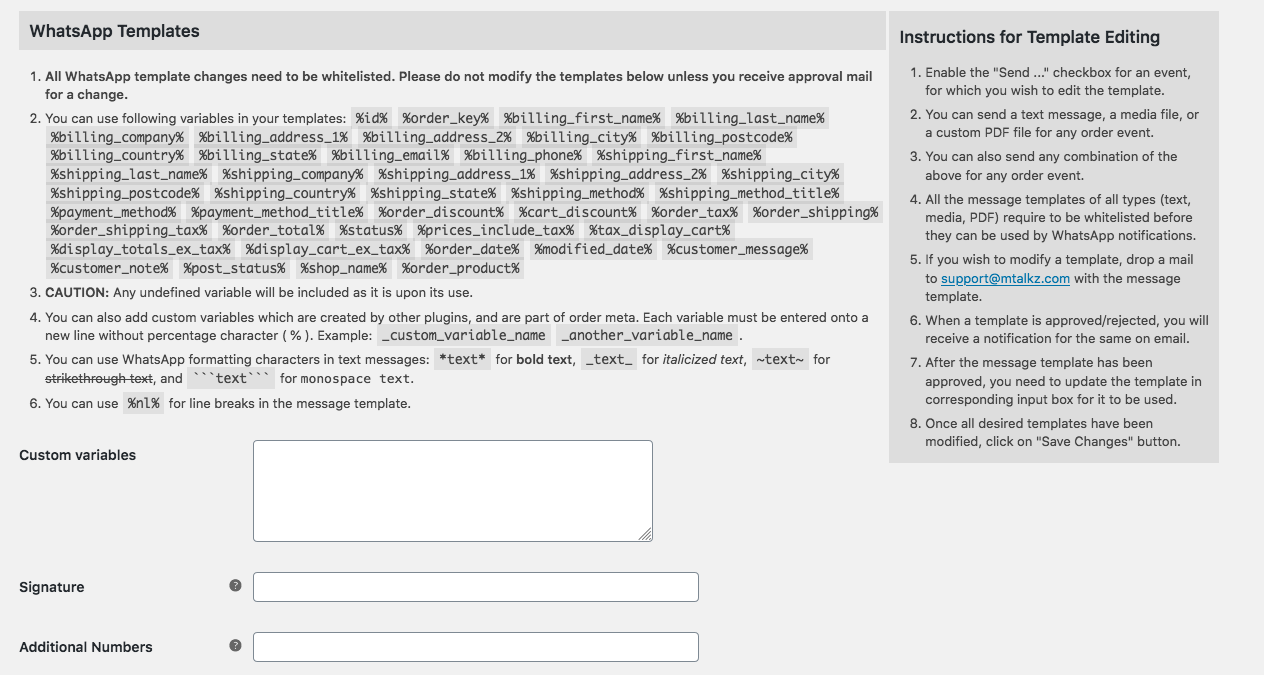 WhatsApp Templates
1. All WhatsApp template changes need to be whitelisted. Please do not modify the templates below unless you receive approval mail
for a change.
2. You can use following variables in your templates: %id% %order_key% %billing_first_name% %billing_last_name%
%billing_company% %billing_address_1% %billing_address_2% %billing_city% %billing_postcode%
%billing_country% %billing_state% %billing_email% %billing_phone% %shipping_first_name%
%shipping_last_name% %shipping_company% %shipping_address_1% %shipping_address_2% %shipping_city%
%shipping_postcode% %shipping_country% %shipping_state% %shipping_method% %shipping_method_title%
%payment_method% %payment_method_title% %order_discount% %cart_discount% %order_tax% %order_shipping%
%order_shipping_tax% %order_total% %status% %prices_include_tax% %tax_display_cart%
%display_totals_ex_tax% %display_cart_ex_tax% %order_date% %modified_date% %customer_message%
%customer_note% %post_status% %shop_name% %order_product%
3. CAUTION: Any undefined variable will be included as it is upon its use.
4. You can also add custom variables which are created by other plugins, and are part of order meta. Each variable must be entered onto a
new line without percentage character ( % ). Example: _custom_variable_name _another_variable_name .
5. You can use WhatsApp formatting characters in text messages: *text* for bold text, _text_ for italicized text, ~text~ for
strikethrough text, and ```text``` for monospace text.
6. You can use %nl% for line breaks in the message template.
Custom variables
Signature ?
Additional Numbers ?
Instructions for Template Editing
1. Enable the "Send ..." checkbox for an event,
for which you wish to edit the template.
2. You can send a text message, a media file, or
a custom PDF file for any order event.
3. You can also send any combination of the
above for any order event.
4. All the message templates of all types (text,
media, PDF) require to be whitelisted before
they can be used by WhatsApp notifications.
5. If you wish to modify a template, drop a mail
to support@mtalkz.com with the message
template.
6. When a template is approved/rejected, you will
receive a notification for the same on email.
7. After the message template has been
approved, you need to update the template in
corresponding input box for it to be used.
8. Once all desired templates have been
modified, click on "Save Changes" button.